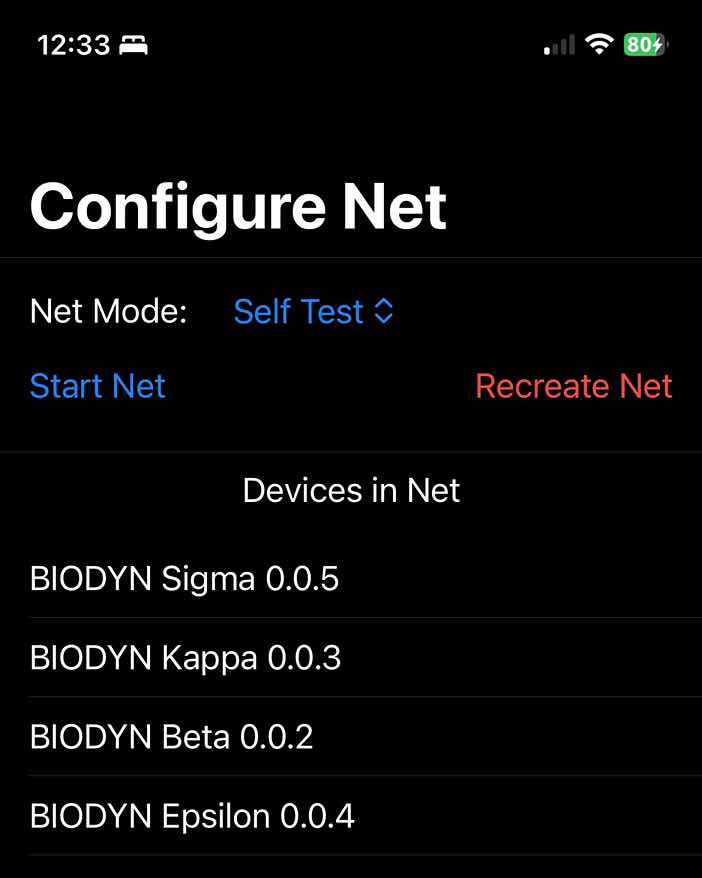 12:33
80
Configure Net
Net Mode: Self Test
Start Net Recreate Net
Devices in Net
BIODYN Sigma 0.0.5
BIODYN Kappa 0.0.3
BIODYN Beta 0.0.2
BIODYN Epsilon 0.0.4